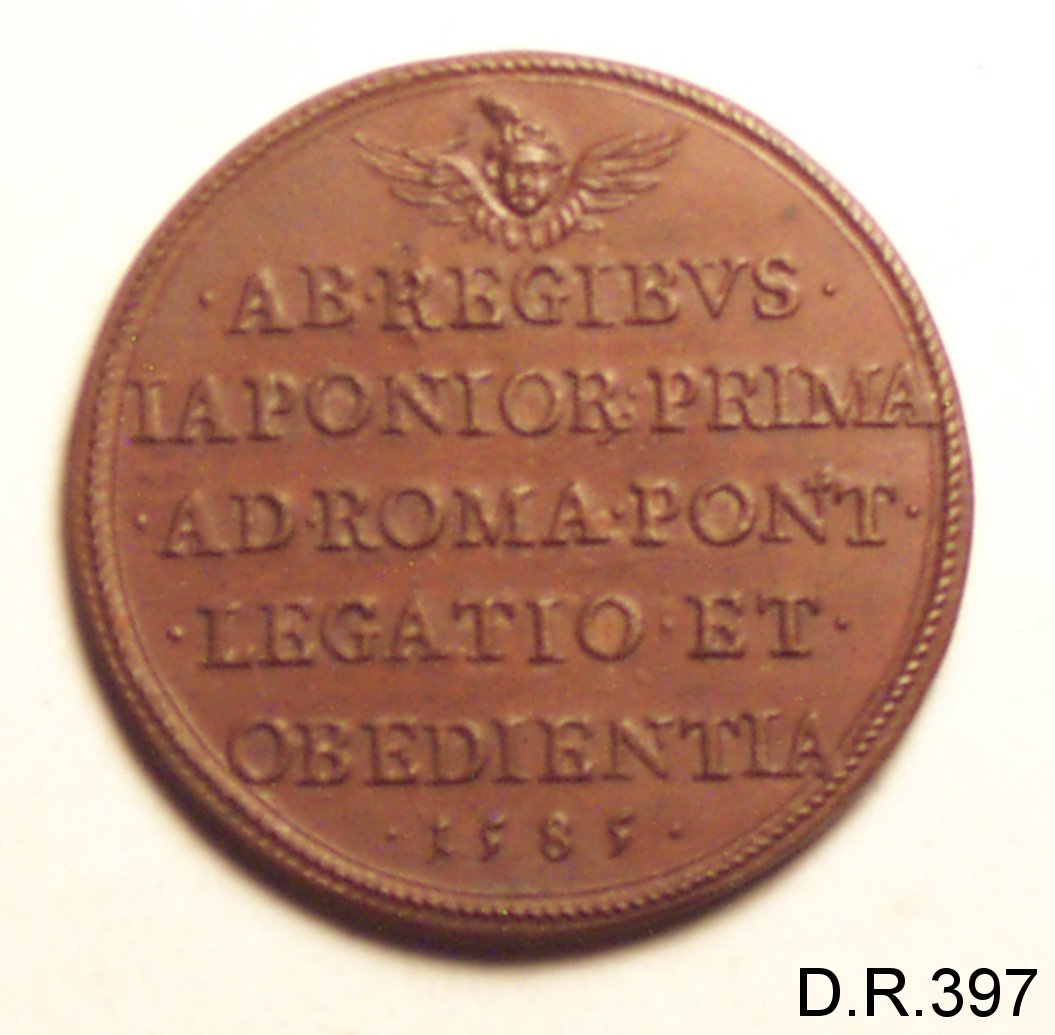 · AB·REGIBVS ·
IAPONIOR: PRIMA
· AD·ROMA·PONT ·
· LEGATIO · ET ·
OBEDIENTIA
· 1585 ·
D.R.397